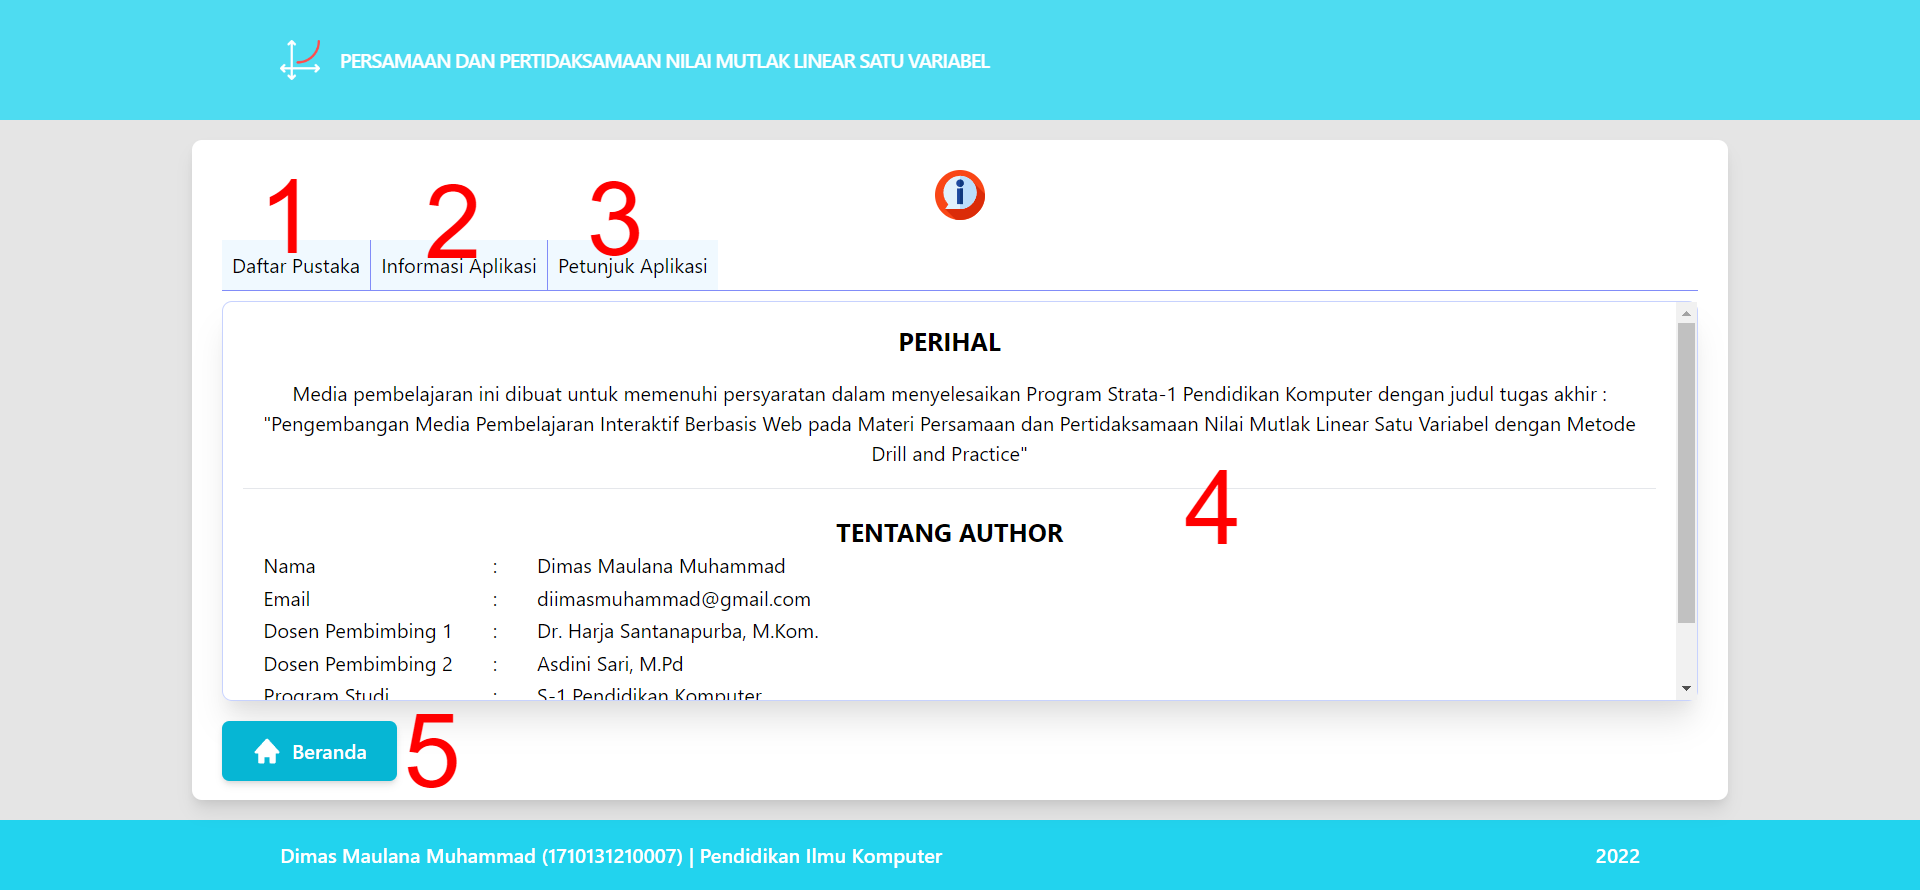 PERSAMAAN DAN PERTIDAKSAMAAN NILAI MUTLAK LINEAR SATU VARIABEL
1 2 3
Daftar Pustaka Informasi Aplikasi Petunjuk Aplikasi
PERIHAL
Media pembelajaran ini dibuat untuk memenuhi persyaratan dalam menyelesaikan Program Strata-1 Pendidikan Komputer dengan judul tugas akhir :
"Pengembangan Media Pembelajaran Interaktif Berbasis Web pada Materi Persamaan dan Pertidaksamaan Nilai Mutlak Linear Satu Variabel dengan Metode
Drill and Practice"
4
TENTANG AUTHOR
Nama : Dimas Maulana Muhammad
Email : diimasmuhammad@gmail.com
Dosen Pembimbing 1 : Dr. Harja Santanapurba, M.Kom.
Dosen Pembimbing 2 : Asdini Sari, M.Pd
Program Studi : S-1 Pendidikan Komputer
Beranda 5
Dimas Maulana Muhammad (1710131210007) | Pendidikan Ilmu Komputer 2022